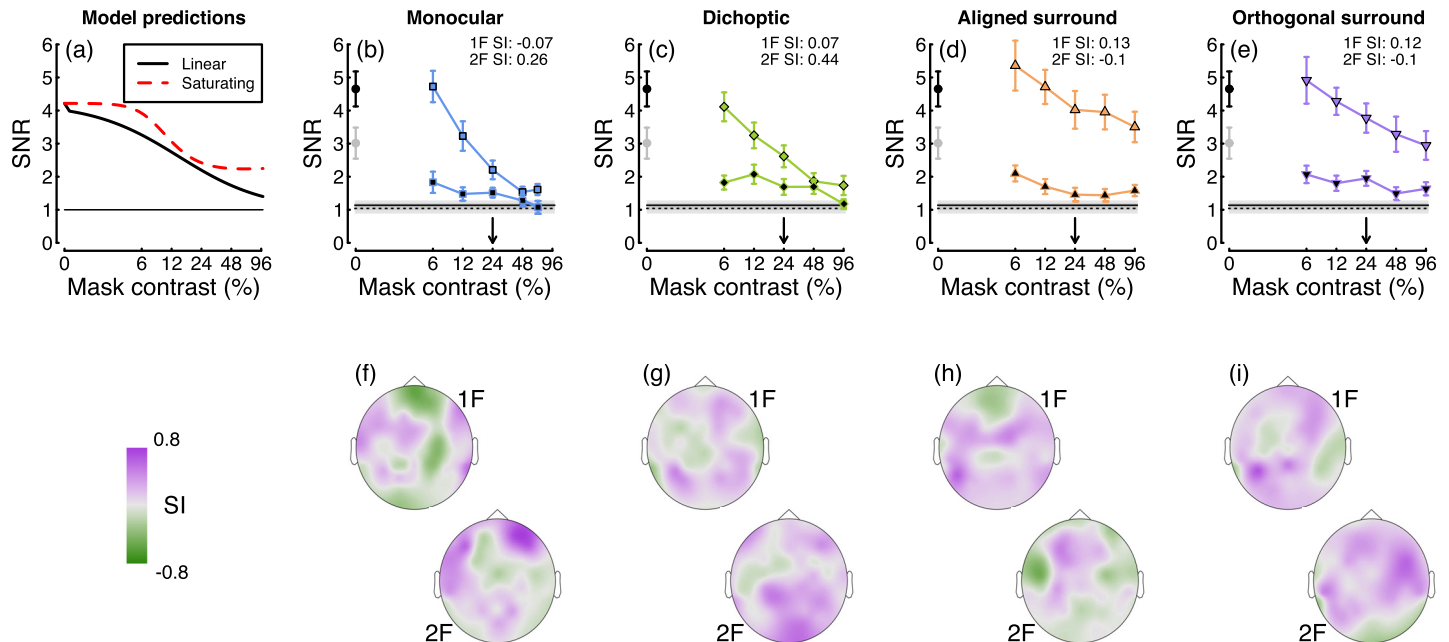 Model predictions
Monocular
Dichoptic
Aligned surround
Orthogonal surround
(a)
Linear
Saturating
6
5
4
3
2
1
0
SNR
0
6
12
24
48
96
Mask contrast (%)
(b)
1F SI: -0.07
2F SI: 0.26
6
5
4
3
2
1
0
SNR
0
6
12
24
48
96
Mask contrast (%)
(c)
1F SI: 0.07
2F SI: 0.44
6
5
4
3
2
1
0
SNR
0
6
12
24
48
96
Mask contrast (%)
(d)
1F SI: 0.13
2F SI: -0.1
6
5
4
3
2
1
0
SNR
0
6
12
24
48
96
Mask contrast (%)
(e)
1F SI: 0.12
2F SI: -0.1
6
5
4
3
2
1
0
SNR
0
6
12
24
48
96
Mask contrast (%)
0.8
SI
-0.8
(f)
1F
2F
(g)
1F
2F
(h)
1F
2F
(i)
1F
2F